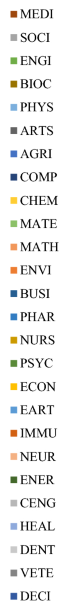 MEDI
SOCI
ENGI
BIOC
PHYS
ARTS
AGRI
COMP
CHEM
MATE
MATH
ENVI
BUSI
PHAR
NURS
PSYC
ECON
EART
IMMU
NEUR
ENER
CENG
HEAL
DENT
VETE
DECI